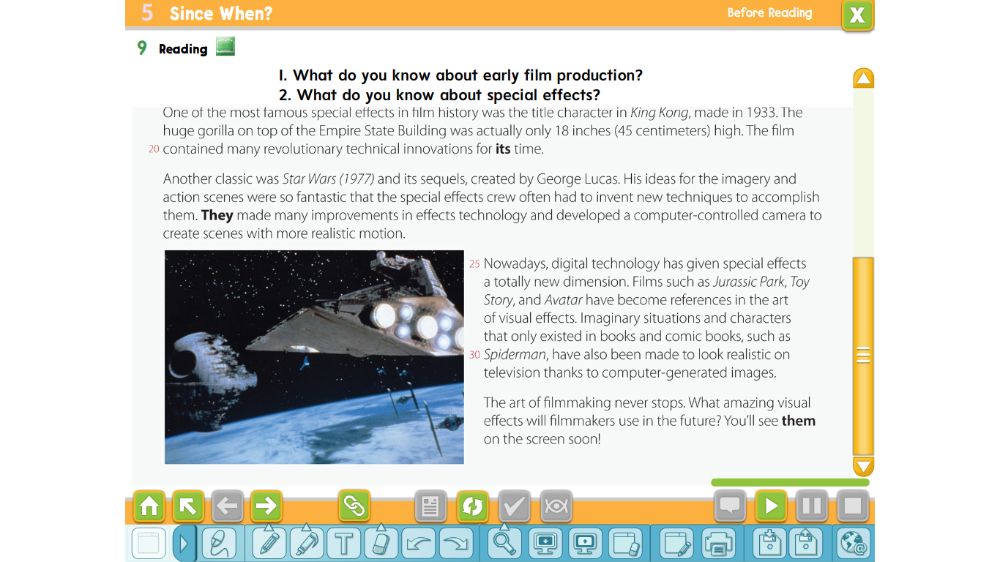 5 Since When?
Before Reading
X
9 Reading
1. What do you know about early film production?
2. What do you know about special effects?
One of the most famous special effects in film history was the title character in King Kong, made in 1933. The
huge gorilla on top of the Empire State Building was actually only 18 inches (45 centimeters) high. The film
20 contained many revolutionary technical innovations for its time.
Another classic was Star Wars (1977) and its sequels, created by George Lucas. His ideas for the imagery and
action scenes were so fantastic that the special effects crew often had to invent new techniques to accomplish
them. They made many improvements in effects technology and developed a computer-controlled camera to
create scenes with more realistic motion.
25 Nowadays, digital technology has given special effects
a totally new dimension. Films such as Jurassic Park, Toy
Story, and Avatar have become references in the art
of visual effects. Imaginary situations and characters
that only existed in books and comic books, such as
30 Spiderman, have also been made to look realistic on
television thanks to computer-generated images.
The art of filmmaking never stops. What amazing visual
effects will filmmakers use in the future? You'll see them
on the screen soon!
T
@